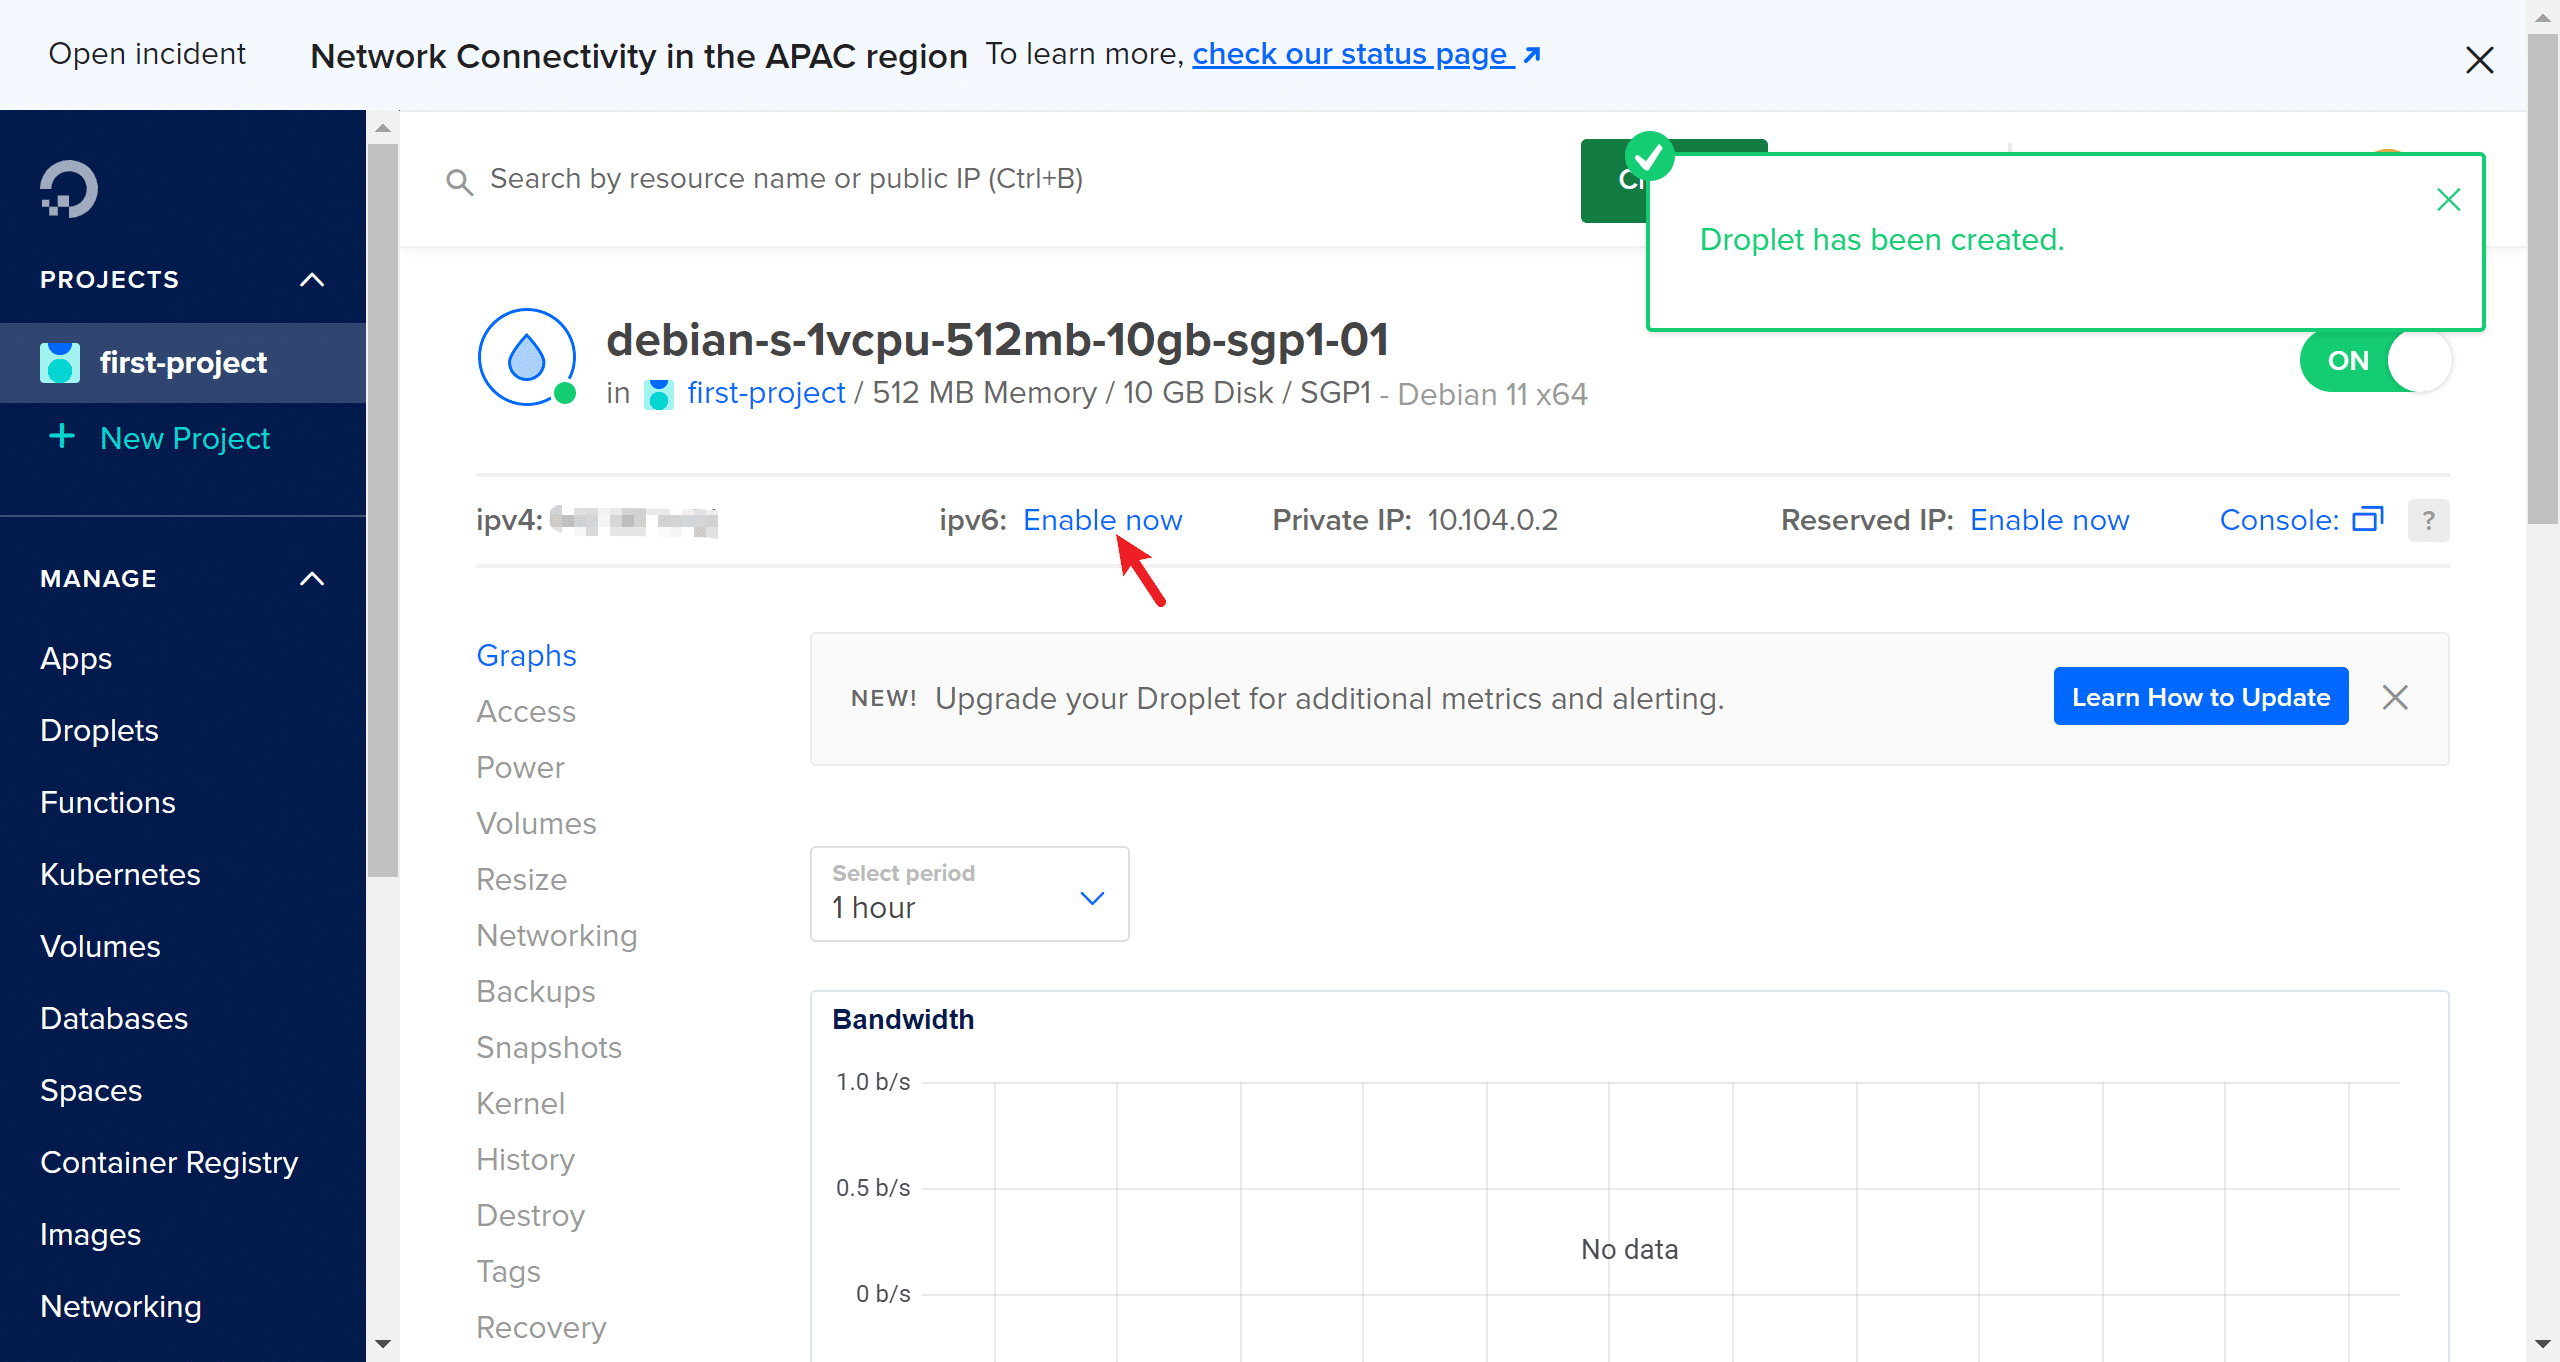 Open incident Network Connectivity in the APAC region To learn more, check our status page
Search by resource name or public IP (Ctrl+B)
Droplet has been created.
PROJECTS
first-project
New Project
MANAGE
Apps
Droplets
Functions
Kubernetes
Volumes
Databases
Spaces
Container Registry
Images
Networking
debian-s-1vcpu-512mb-10gb-sgp1-01
ON
in first-project / 512 MB Memory / 10 GB Disk / SGP1 - Debian 11 x64
ipv4: ipv6: Enable now Private IP: 10.104.0.2 Reserved IP: Enable now Console: ?
Graphs
Access
Power
Volumes
Resize
Networking
Backups
Snapshots
Kernel
History
Destroy
Tags
Recovery
NEW! Upgrade your Droplet for additional metrics and alerting. Learn How to Update
Select period
1 hour
Bandwidth
1.0 b/s
0.5 b/s
No data
0 b/s